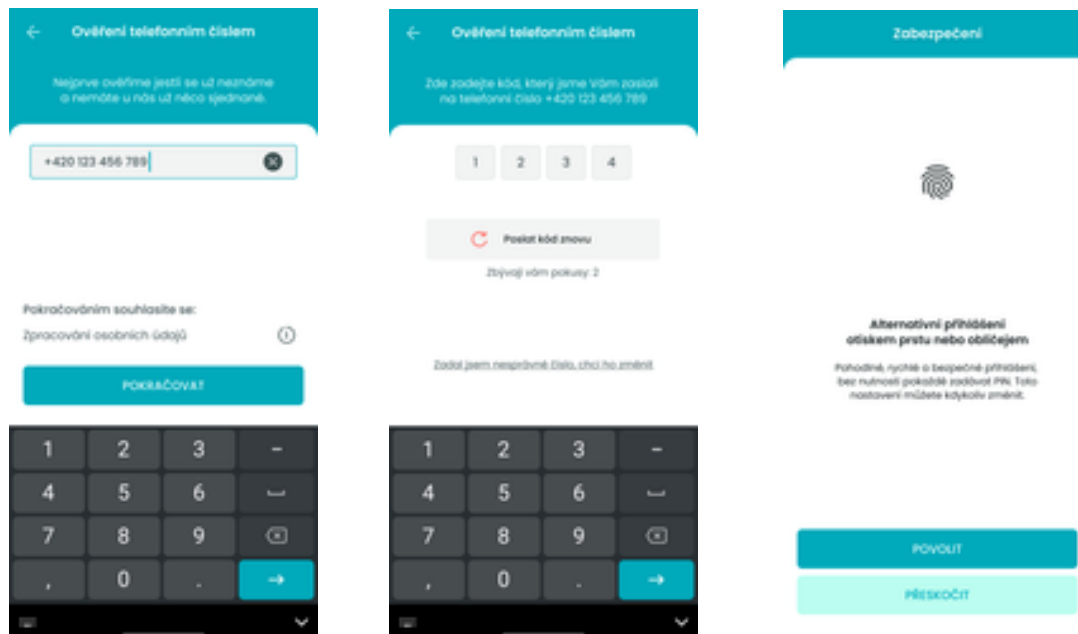 Ověření telefonním číslem
Nejprve ověříme jestli se už neznáme
a nemáte u nás už něco sjednané.
+420 123 456 789
Pokračováním souhlasíte se:
Zpracování osobních údajů
POKRAČOVAT
1 2 3 –
4 5 6
7 8 9
, 0 .
Ověření telefonním číslem
Zde zadejte kód, který jsme Vám zaslali
na telefonní číslo +420 123 456 789
1 2 3 4
Poslat kód znovu
Zbývají vám pokusy: 2
Zadal jsem nesprávné číslo, chci ho změnit
1 2 3 –
4 5 6
7 8 9
, 0 .
Zabezpečení
Alternativní přihlášení
otiskem prstu nebo obličejem
Pohodlné, rychlé a bezpečné přihlášení,
bez nutnosti pokaždé zadávat PIN. Toto
nastavení můžete kdykoliv změnit.
POVOLIT
PŘESKOČIT